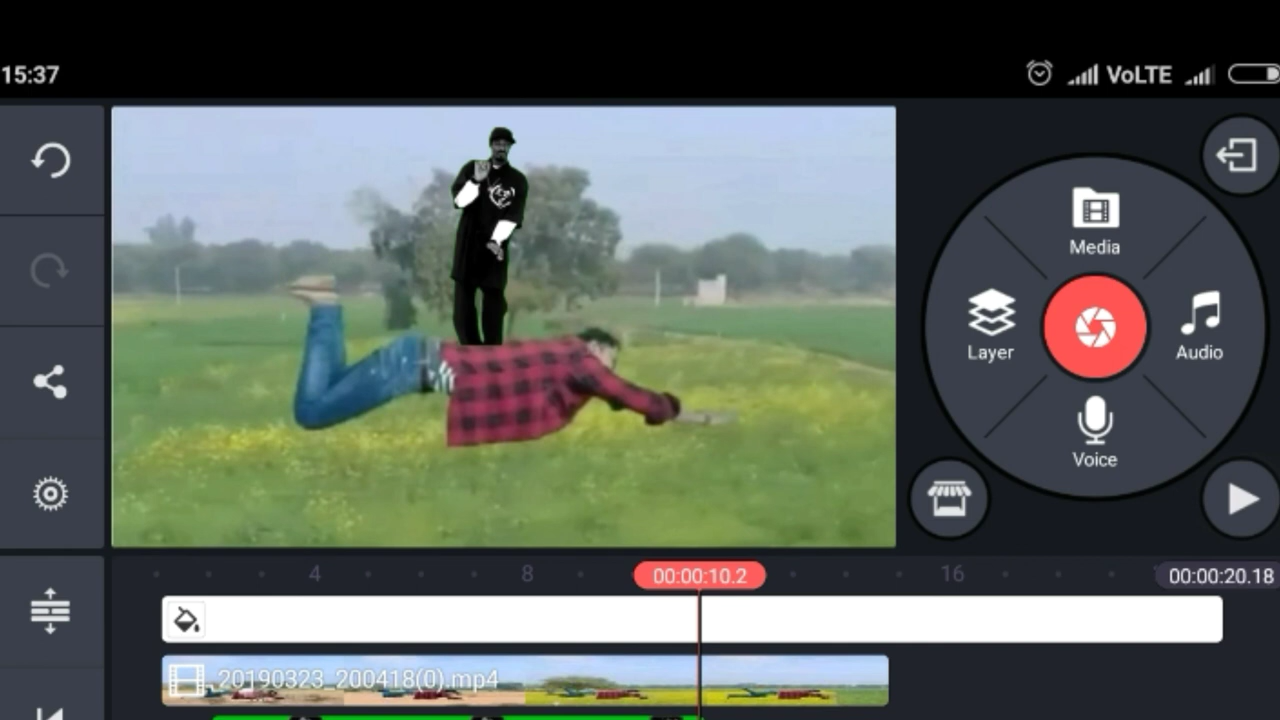 15:37
VoLTE
Media
Layer
Audio
Voice
4
8
00:00:10.2
16
00:00:20.18
20190323_200418(0).mp4